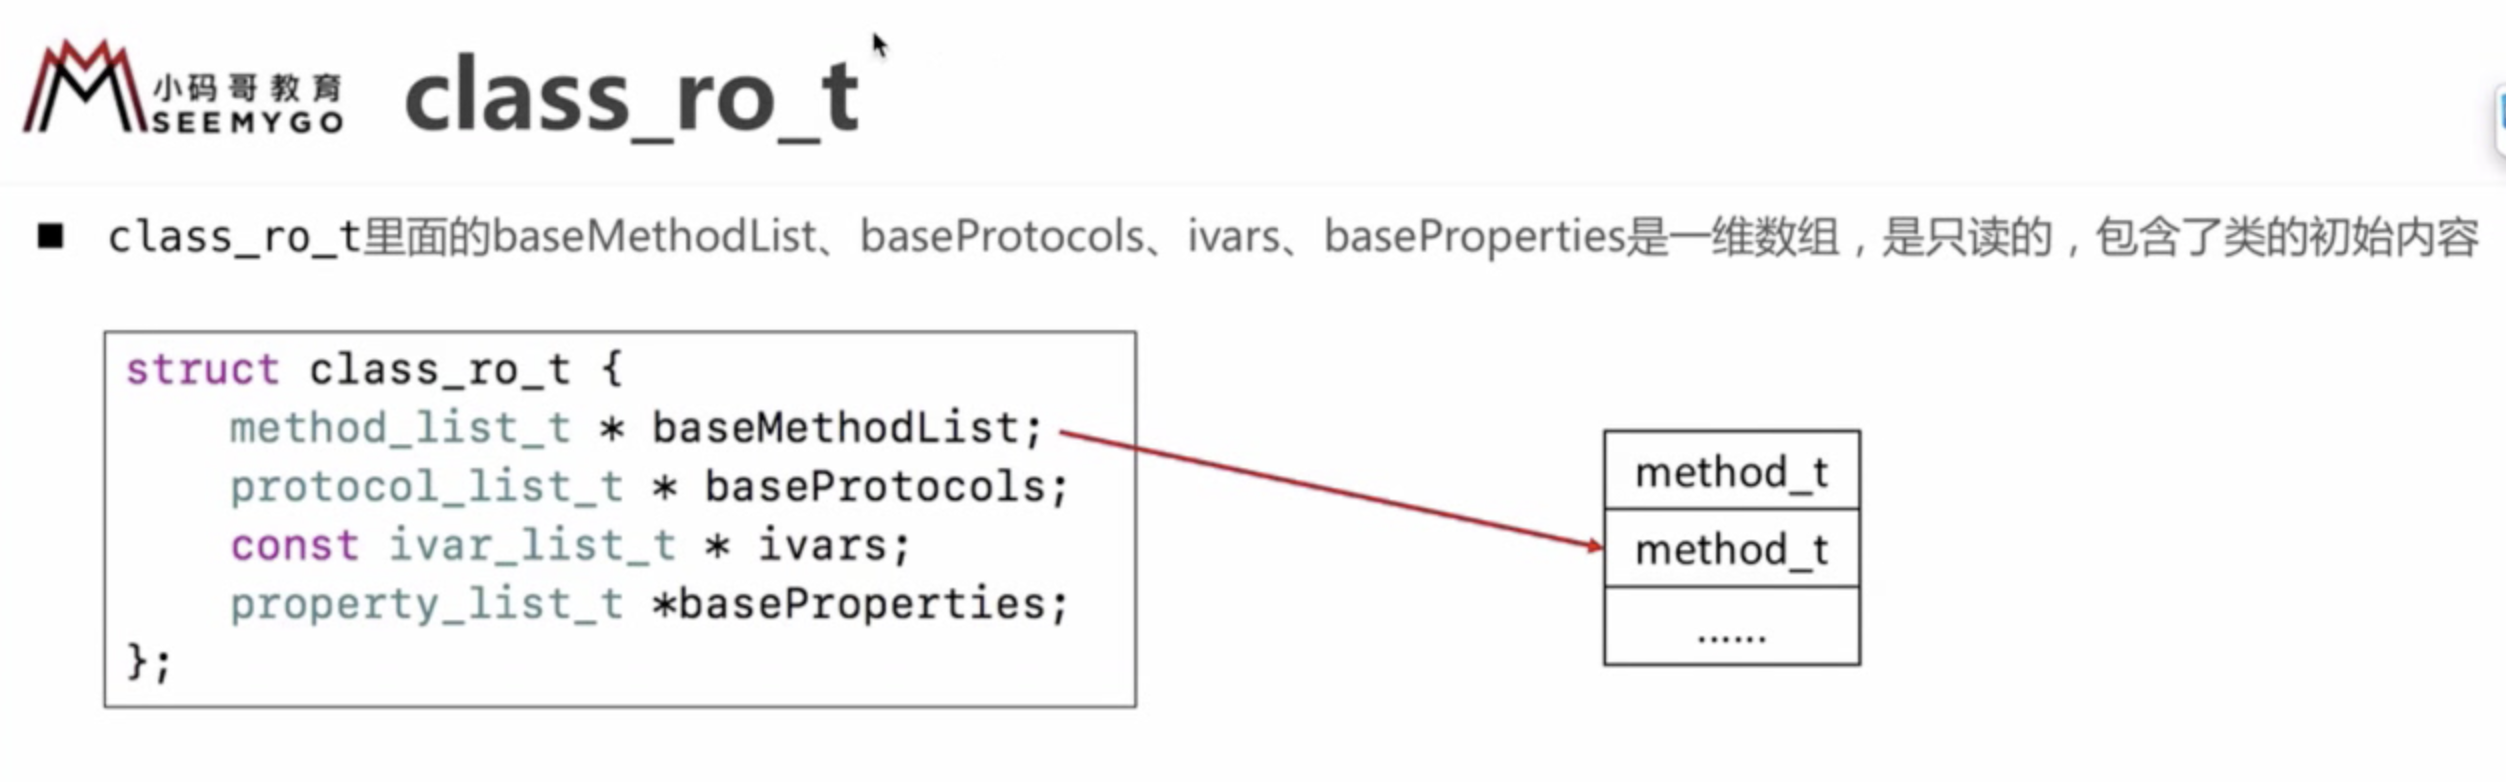 小码哥教育
SEEMYGO
class_ro_t
class_ro_t里面的baseMethodList、baseProtocols、ivars、baseProperties是一维数组，是只读的，包含了类的初始内容
struct class_ro_t {
method_list_t * baseMethodList;
protocol_list_t * baseProtocols;
const ivar_list_t * ivars;
property_list_t *baseProperties;
};
method_t
method_t
......